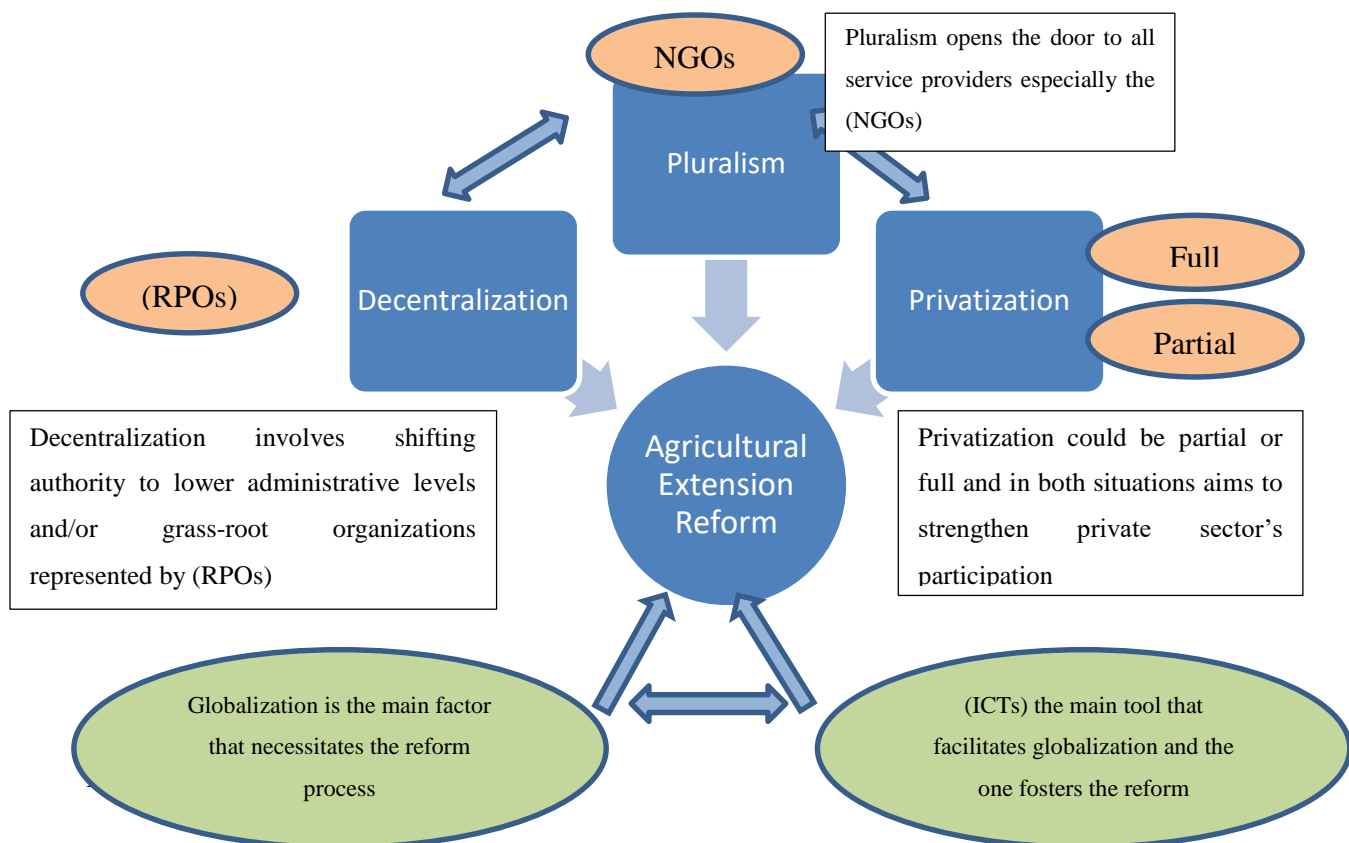 NGOs
Pluralism opens the door to all
service providers especially the
(NGOs)
Pluralism
(RPOs)
Decentralization
Privatization
Full
Partial
Decentralization involves shifting
authority to lower administrative levels
and/or grass-root organizations
represented by (RPOs)
Agricultural
Extension
Reform
Privatization could be partial or
full and in both situations aims to
strengthen private sector’s
participation
Globalization is the main factor
that necessitates the reform
process
(ICTs) the main tool that
facilitates globalization and the
one fosters the reform